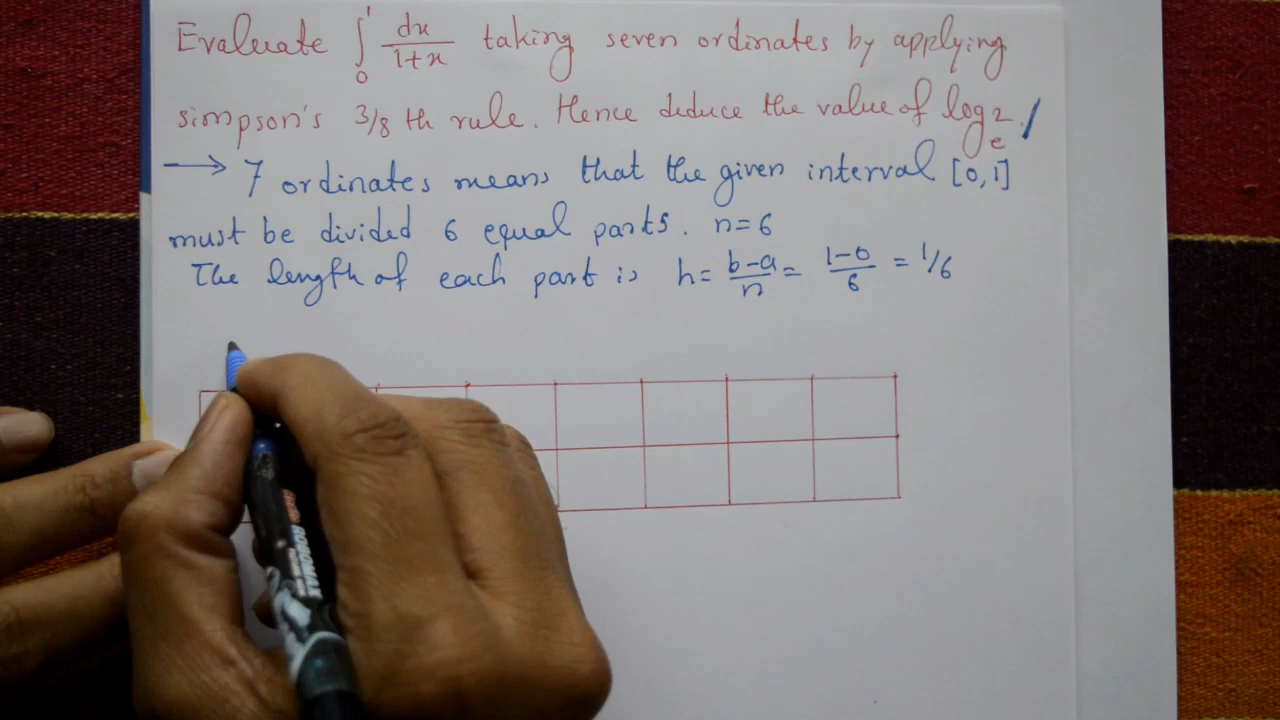 Evaluate ∫₀¹ dx/(1+x) taking seven ordinates by applying
simpson's 3/8 th rule. Hence deduce the value of logₑ2.
→ 7 ordinates means that the given interval [0,1]
must be divided 6 equal parts. n=6
The length of each part is h= (b-a)/n = (1-0)/6 = 1/6